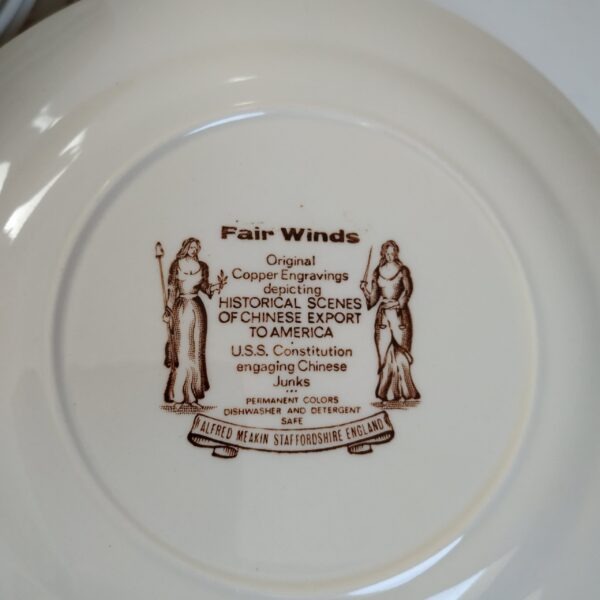 Fair Winds
Original
Copper Engravings
depicting
HISTORICAL SCENES
OF CHINESE EXPORT
TO AMERICA
U.S.S. Constitution
engaging Chinese
Junks
...
PERMANENT COLORS
DISHWASHER AND DETERGENT
SAFE
ALFRED MEAKIN STAFFORDSHIRE ENGLAND